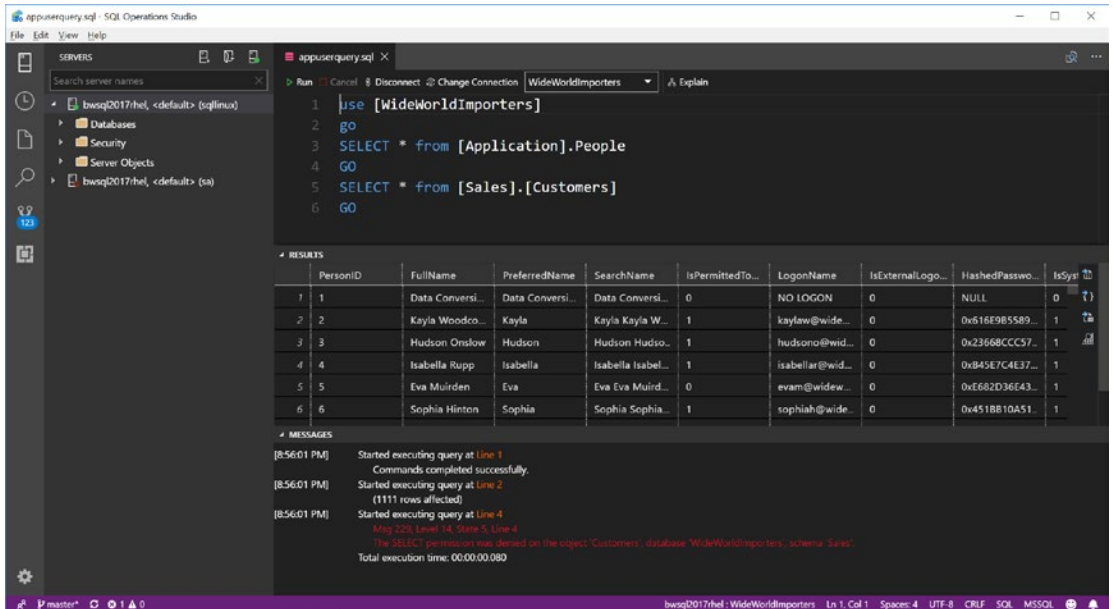 appuserquery.sql - SQL Operations Studio
File Edit View Help
SERVERS
Search server names
bwsql2017rhel, <default> (sqllinux)
Databases
Security
Server Objects
bwsql2017rhel, <default> (sa)
123
appuserquery.sql
Run Cancel Disconnect Change Connection WideWorldImporters Explain
1 use [WideWorldImporters]
2 go
3 SELECT * from [Application].People
4 GO
5 SELECT * from [Sales].[Customers]
6 GO
RESULTS
PersonID FullName PreferredName SearchName IsPermittedTo... LogonName IsExternalLogo... HashedPasswo... IsSyst
1 1 Data Conversi... Data Conversi... Data Conversi... 0 NO LOGON 0 NULL 0
2 2 Kayla Woodco... Kayla Kayla Kayla W... 1 kaylaw@wide... 0 0x616E9B5589... 1
3 3 Hudson Onslow Hudson Hudson Hudso... 1 hudsono@wid... 0 0x23668CCC57... 1
4 4 Isabella Rupp Isabella Isabella Isabel... 1 isabellar@wid... 0 0xB45E7C4E37... 1
5 5 Eva Muirden Eva Eva Eva Muird... 0 evam@widew... 0 0xE682D36E43... 1
6 6 Sophia Hinton Sophia Sophia Sophia... 1 sophiah@wide... 0 0x451BB10A51... 1
MESSAGES
[8:56:01 PM] Started executing query at Line 1
Commands completed successfully.
[8:56:01 PM] Started executing query at Line 2
(1111 rows affected)
[8:56:01 PM] Started executing query at Line 4
Msg 229, Level 14, State 5, Line 4
The SELECT permission was denied on the object 'Customers', database 'WideWorldImporters', schema 'Sales'.
Total execution time: 00:00:00.080
master* 0 1 0 bwsql2017rhel : WideWorldImporters Ln 1, Col 1 Spaces: 4 UTF-8 CRLF SQL MSSQL